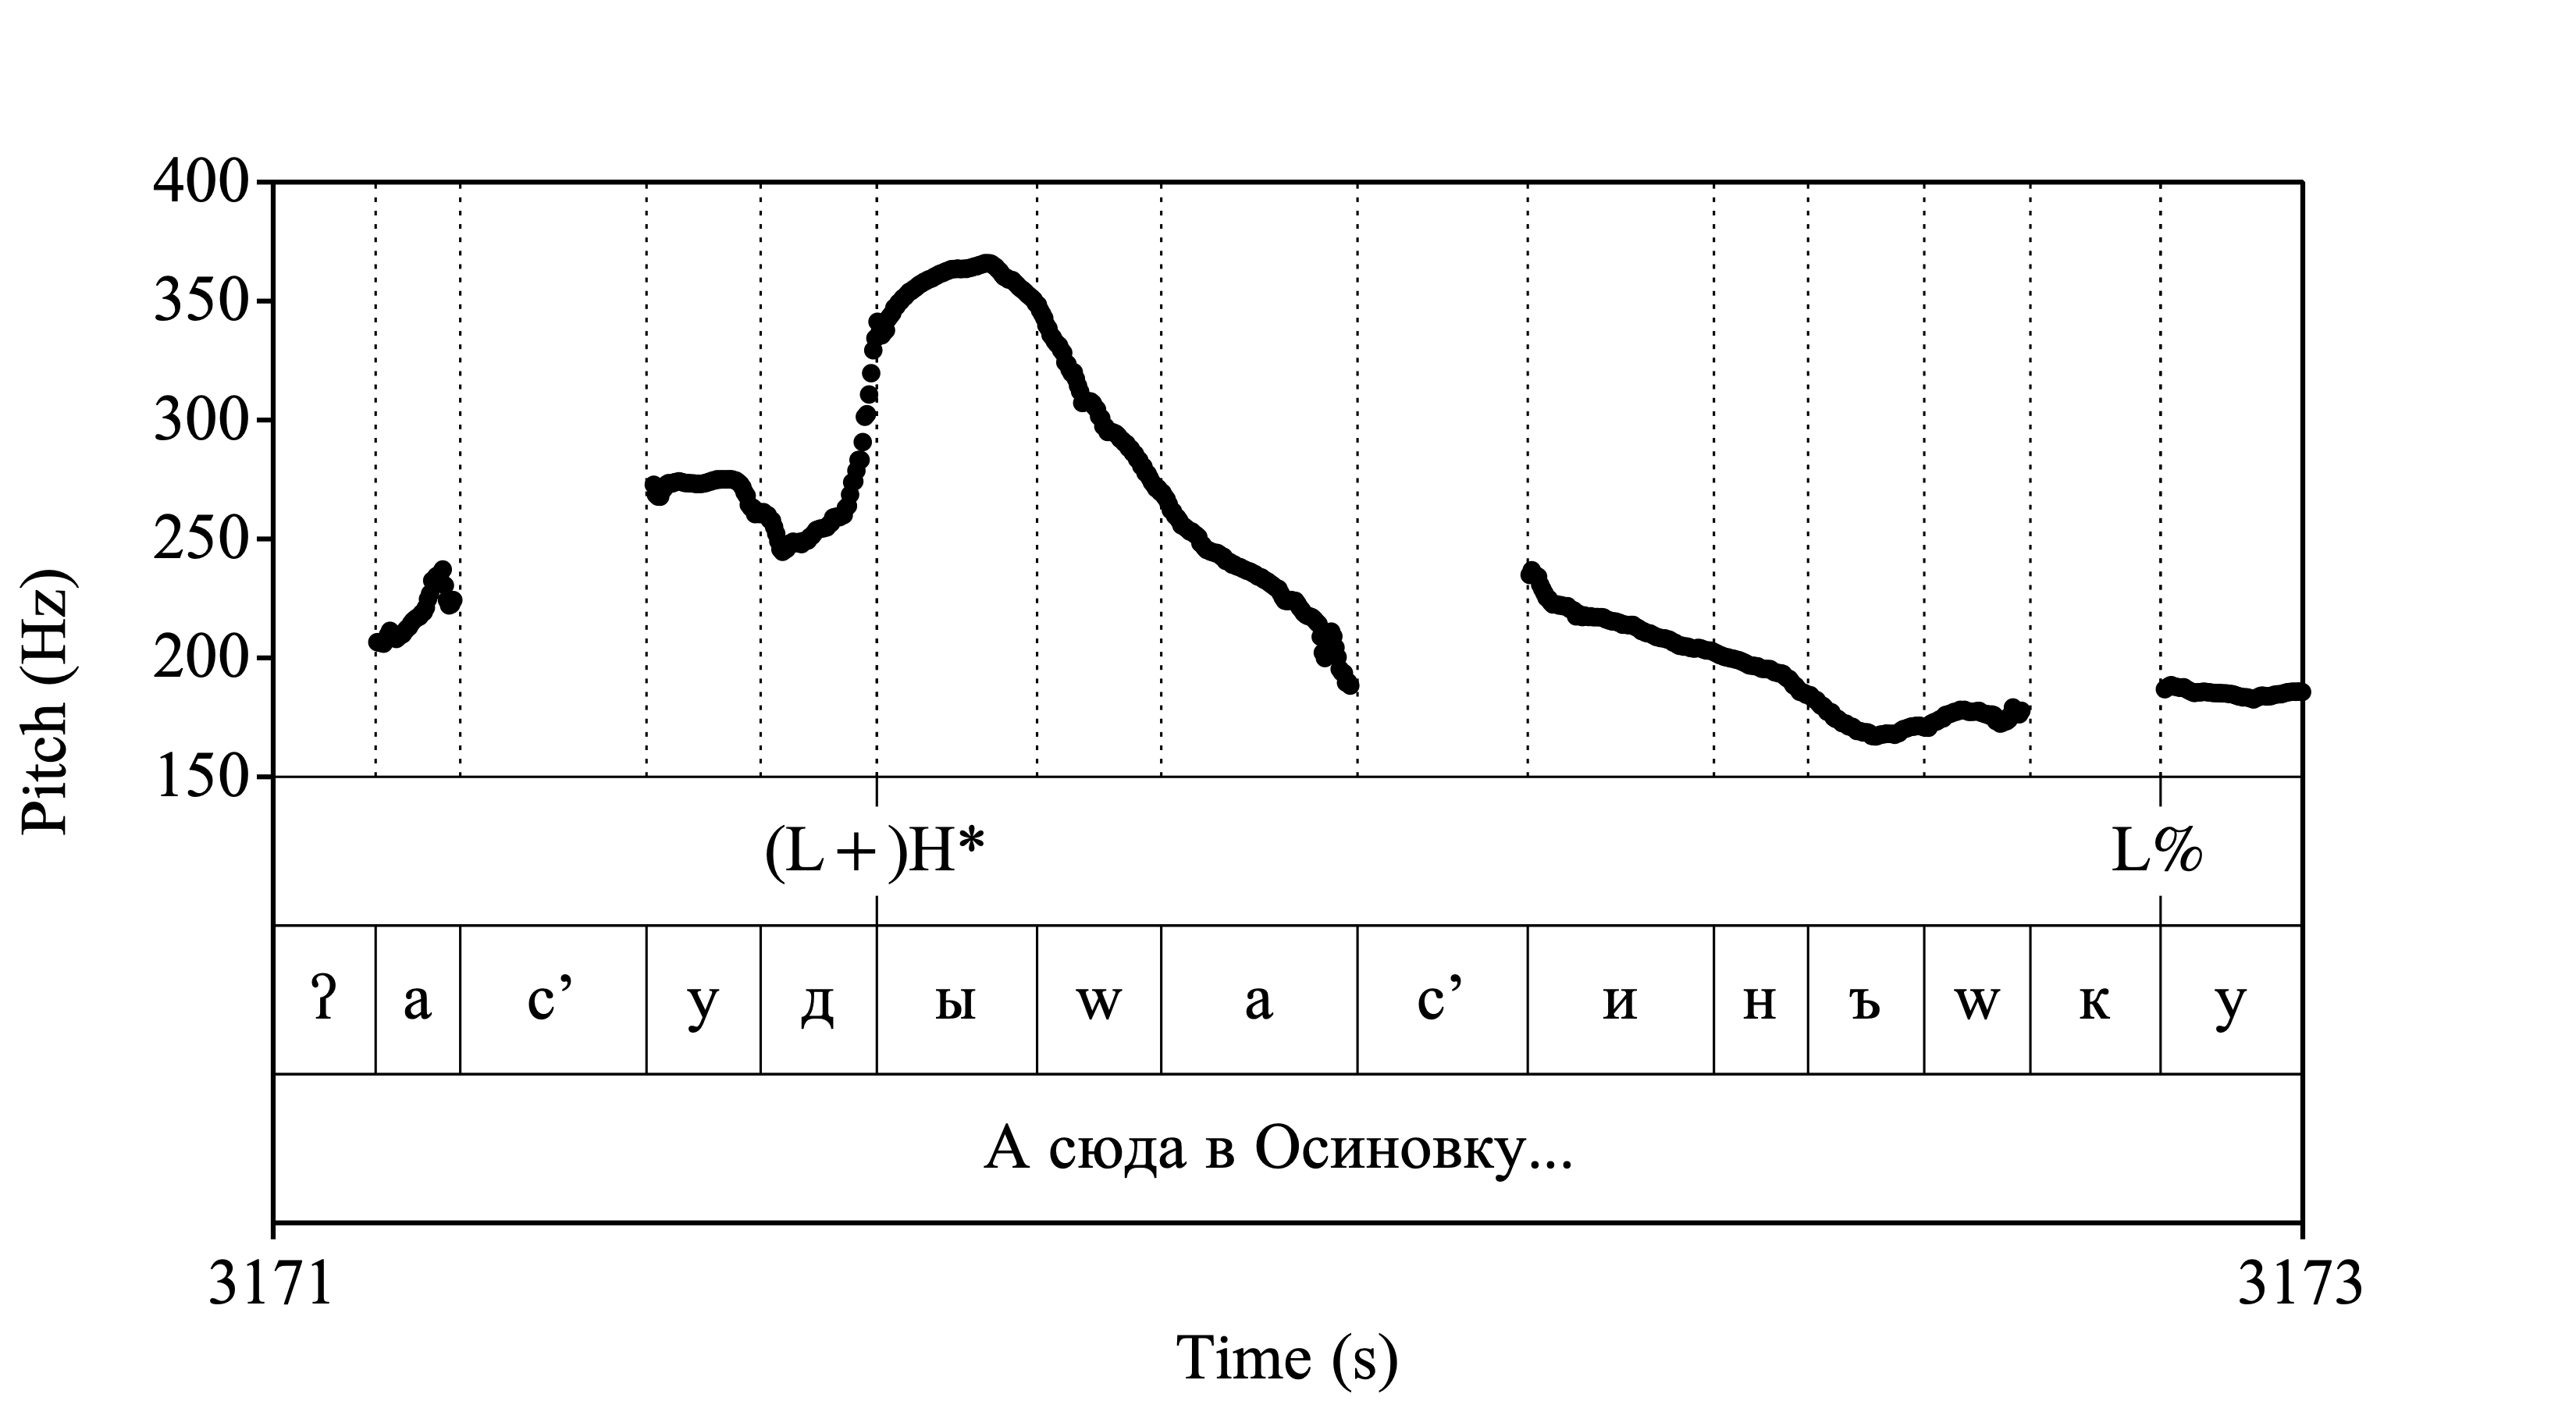 400
350
300
250
200
150
Pitch (Hz)
(L+)H* L%
ʔ а с’ у д ы w а с’ и н ъ w к у
А сюда в Осиновку...
3171 3173
Time (s)